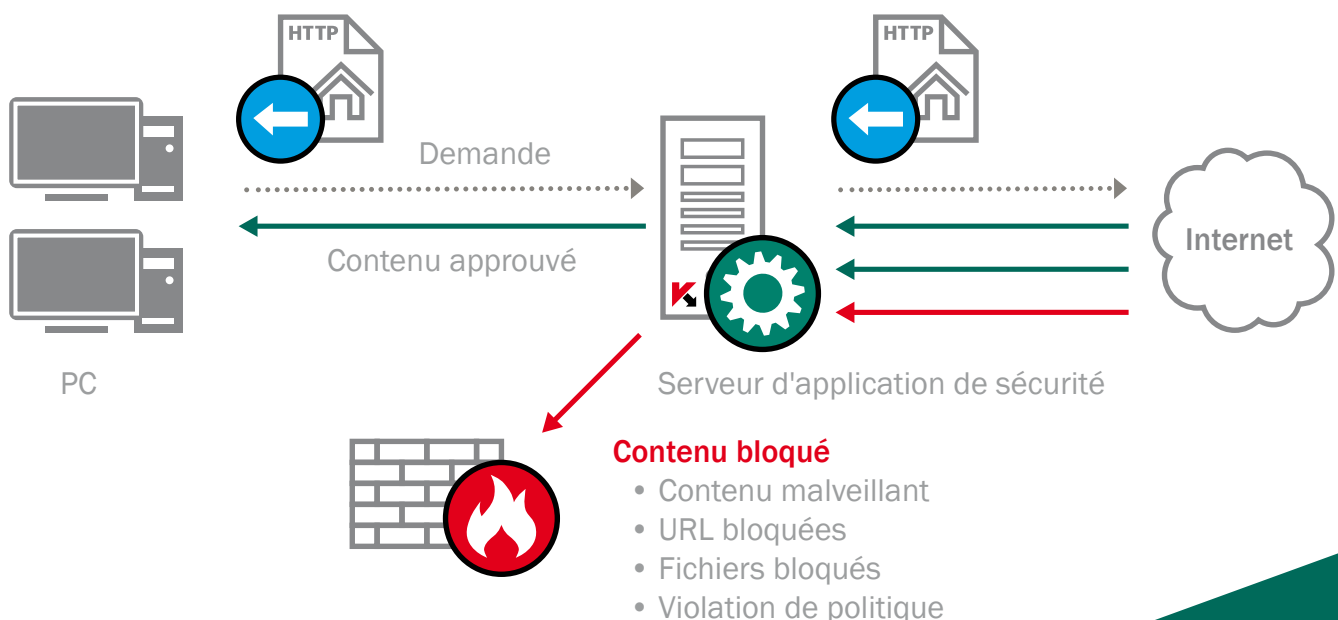 HTTP
HTTP
Demande
Internet
Contenu approuvé
PC
Serveur d'application de sécurité
Contenu bloqué
• Contenu malveillant
• URL bloquées
• Fichiers bloqués
• Violation de politique